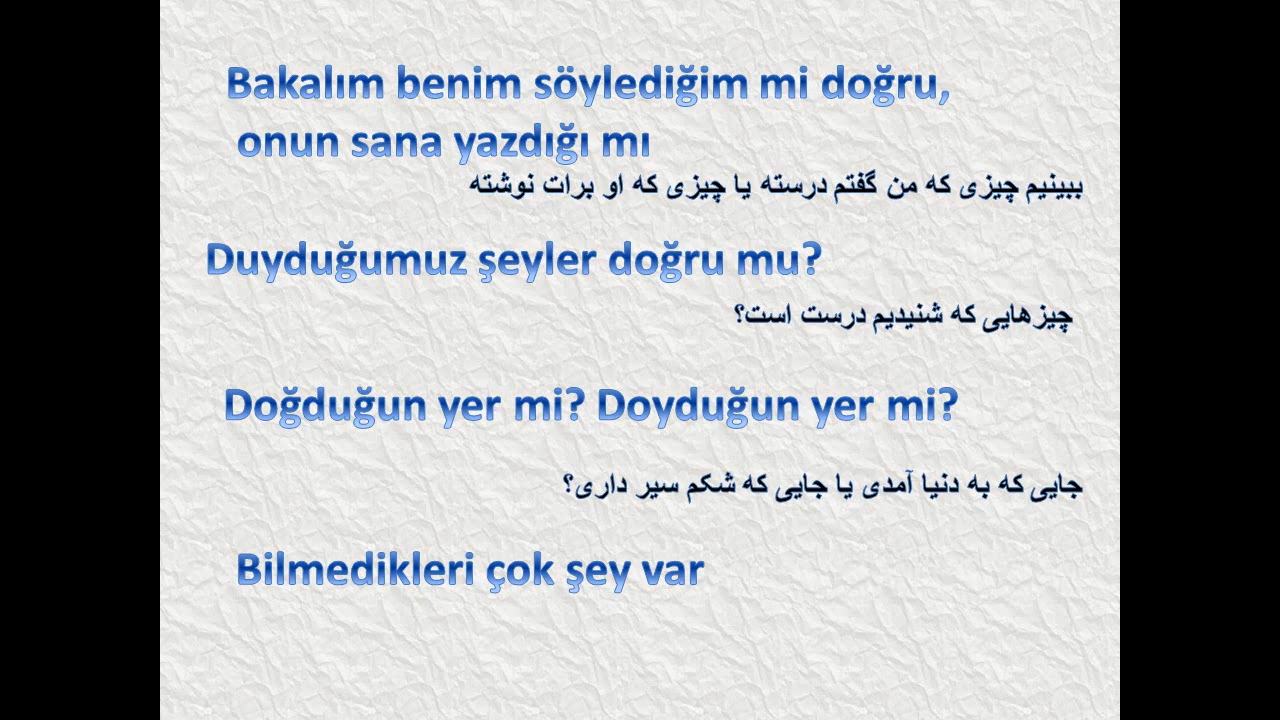 Bakalım benim söylediğim mi doğru,
onun sana yazdığı mı
ببینیم چیزی که من گفتم درسته یا چیزی که او برات نوشته
Duyduğumuz şeyler doğru mu?
چیزهایی که شنیدیم درست است؟
Doğduğun yer mi? Doyduğun yer mi?
جایی که به دنیا آمدی یا جایی که شکم سیر داری؟
Bilmedikleri çok şey var